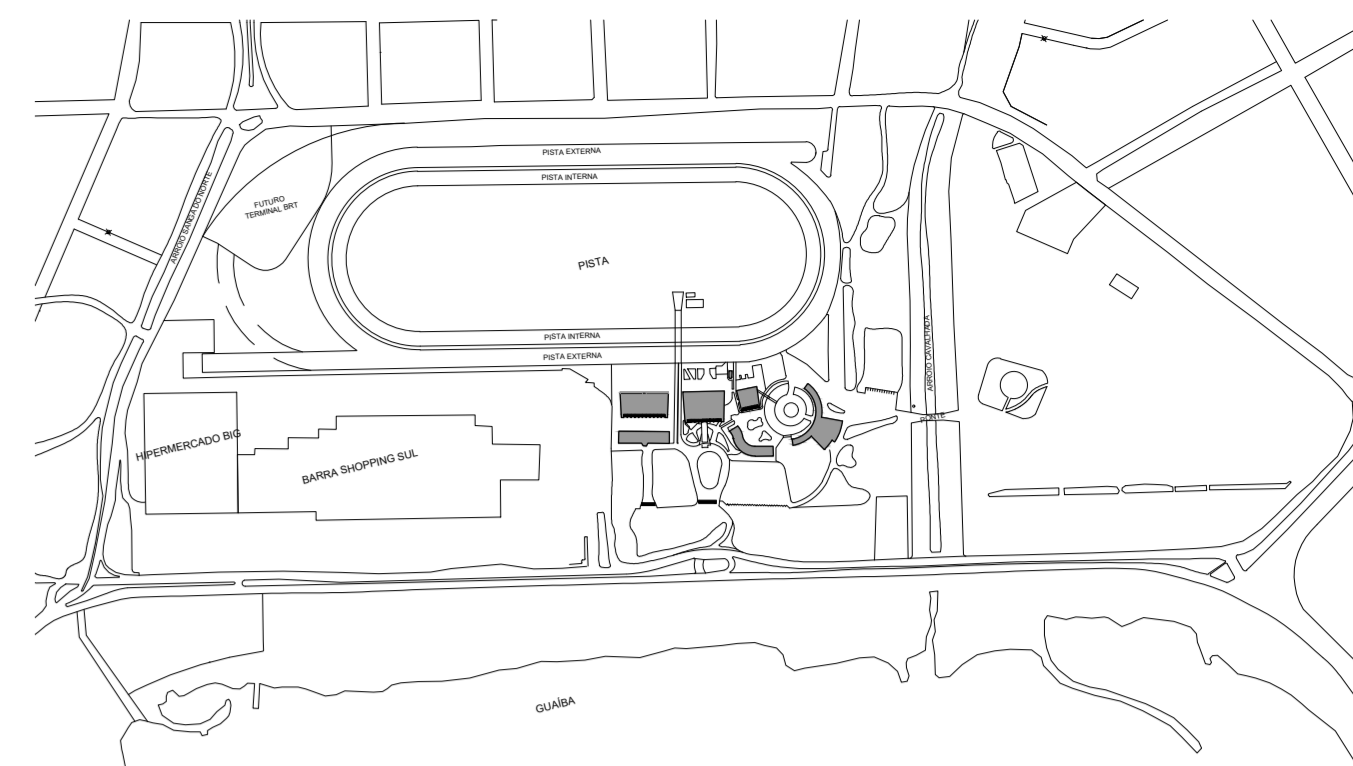 PISTA EXTERNA
PISTA INTERNA
ARROIO SANGA DO NORTE
FUTURO
TERMINAL BRT
PISTA
PISTA INTERNA
PISTA EXTERNA
ARROIO CAVALHADA
PONTE
HIPERMERCADO BIG
BARRA SHOPPING SUL
GUAÍBA